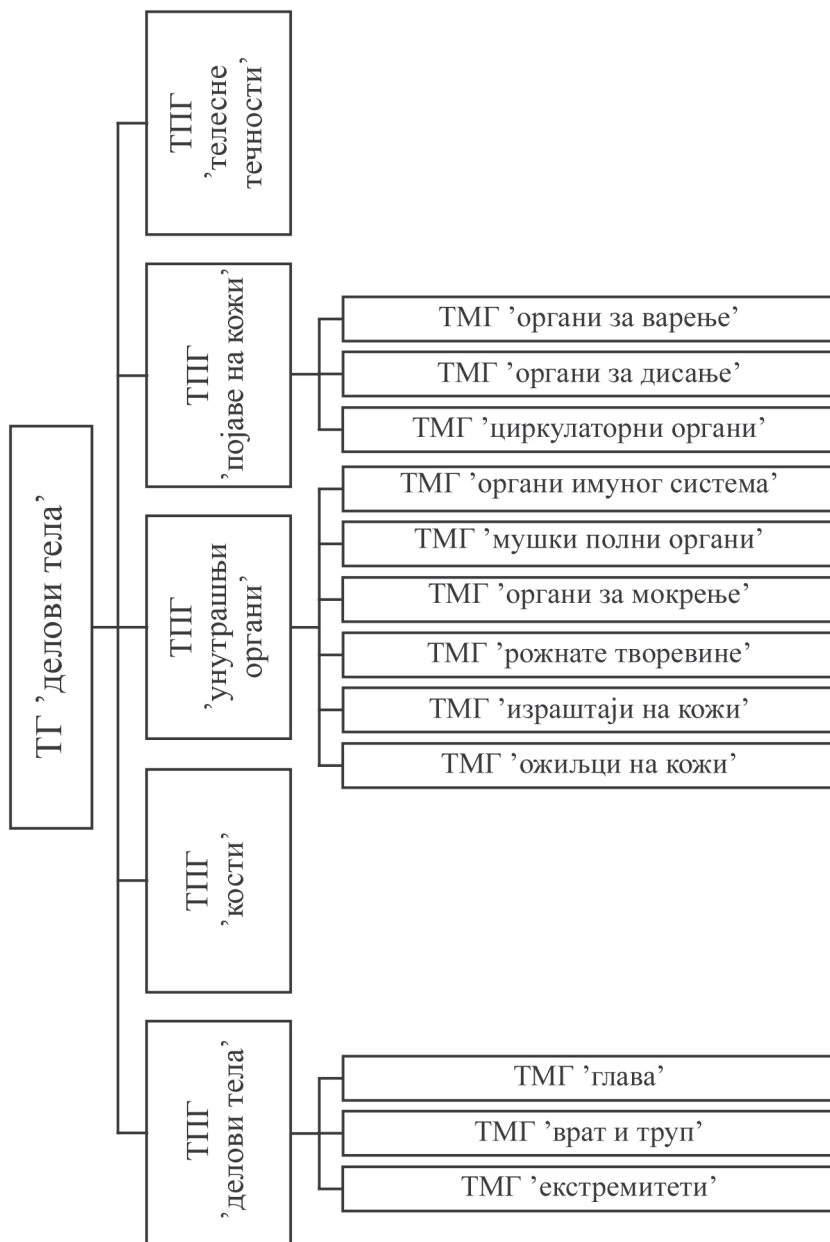 ТГ ’делови тела’
ТПГ
’телесне
течности’
ТПГ
’појаве на кожи’
ТПГ
’унутрашњи
органи’
ТПГ
’кости’
ТПГ
’делови тела’
ТМГ ’органи за варење’
ТМГ ’органи за дисање’
ТМГ ’циркулаторни органи’
ТМГ ’органи имуног система’
ТМГ ’мушки полни органи’
ТМГ ’органи за мокрење’
ТМГ ’рожнате творевине’
ТМГ ’израштаји на кожи’
ТМГ ’ожиљци на кожи’
ТМГ ’глава’
ТМГ ’врат и труп’
ТМГ ’екстремитети’